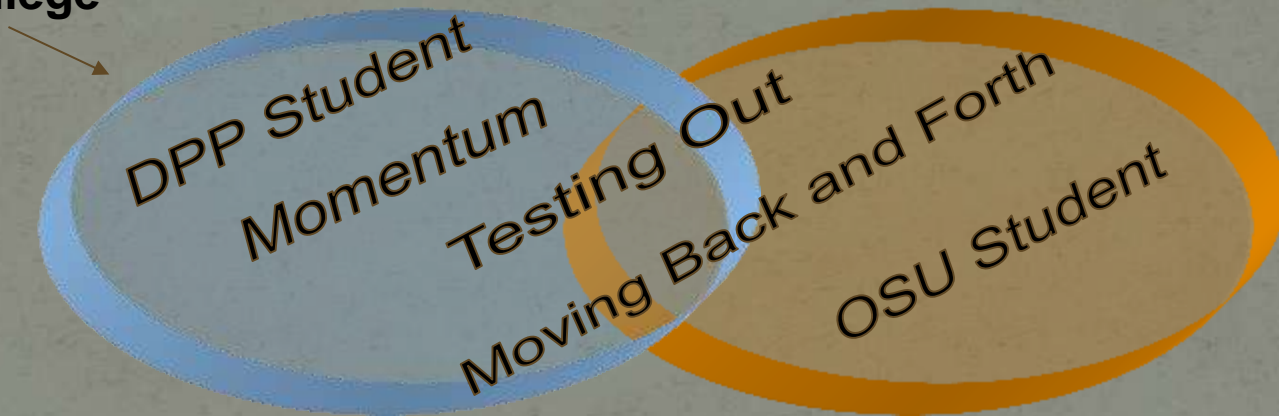 DPP Student
Momentum
Testing Out
Moving Back and Forth
OSU Student